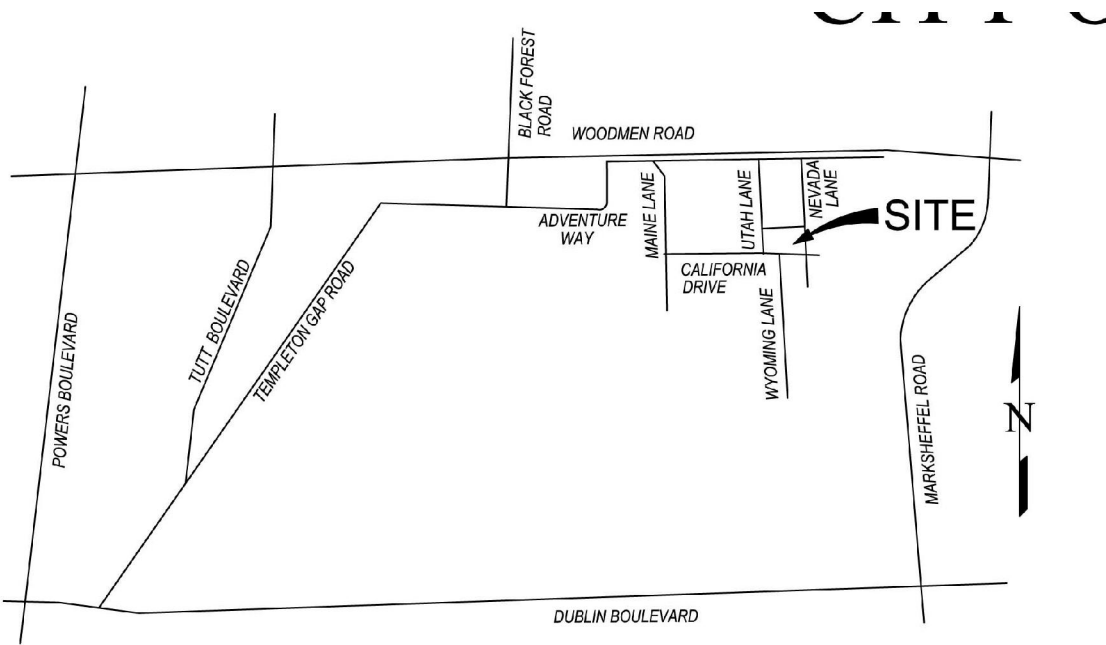 BLACK FOREST
ROAD
WOODMEN ROAD
MAINE LANE
UTAH LANE
NEVADA
LANE
SITE
ADVENTURE
WAY
CALIFORNIA
DRIVE
WYOMING LANE
TUTT BOULEVARD
TEMPLETON GAP ROAD
POWERS BOULEVARD
MARKSHEFFEL ROAD
N
DUBLIN BOULEVARD